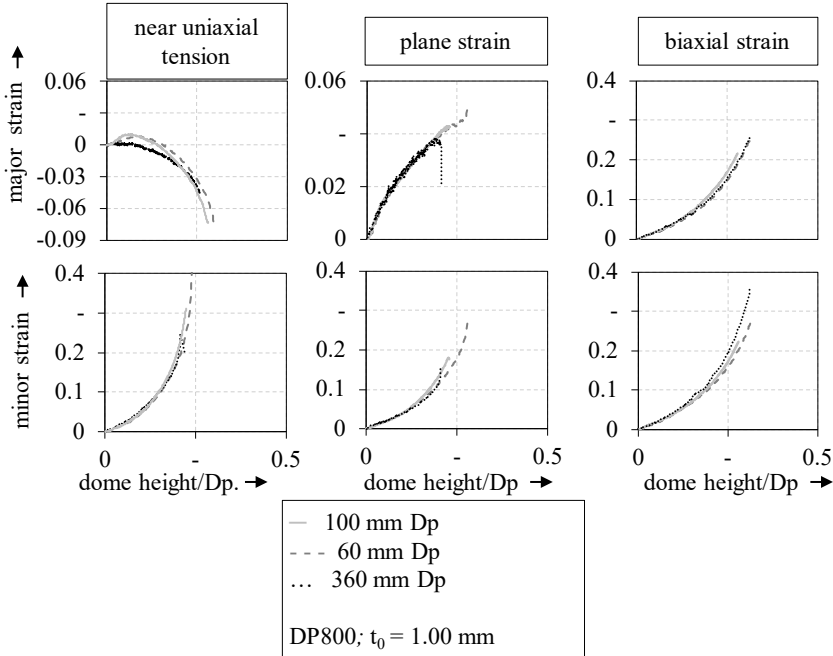 near uniaxial
tension
plane strain
biaxial strain
major strain →
0.06
-
0
-0.03
-0.06
-0.09
0.06
-
0.02
0
0.4
-
0.2
0.1
0
minor strain →
0.4
-
0.2
0.1
0
0.4
-
0.2
0.1
0
0.4
-
0.2
0.1
0
0 - 0.5
0 - 0.5
0 - 0.5
dome height/Dp. →
dome height/Dp →
dome height/Dp →
100 mm Dp
60 mm Dp
... 360 mm Dp
DP800; t0 = 1.00 mm